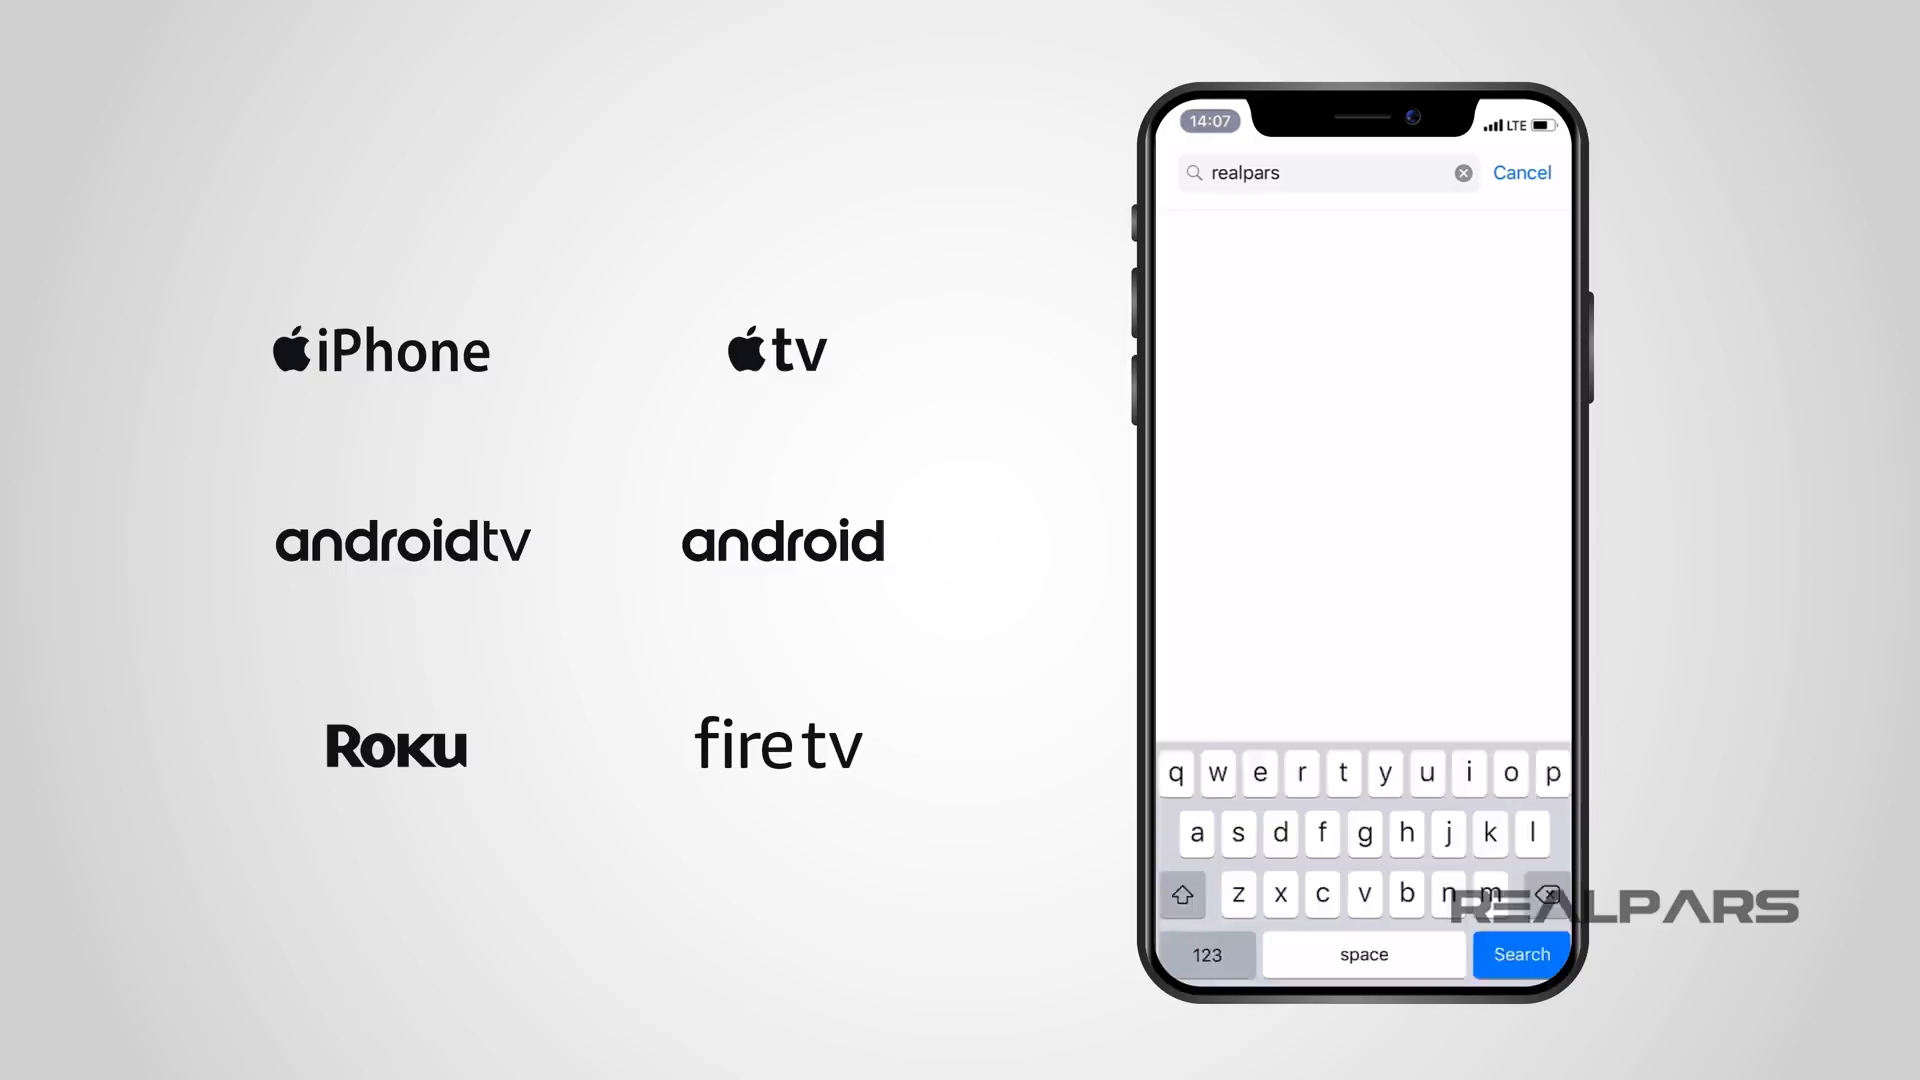 iPhone
tv
androidtv
android
Roku
fire tv
14:07
LTE
realpars
Cancel
q w e r t y u i o p
a s d f g h j k l
z x c v b n m
123
space
Search
REALPARS